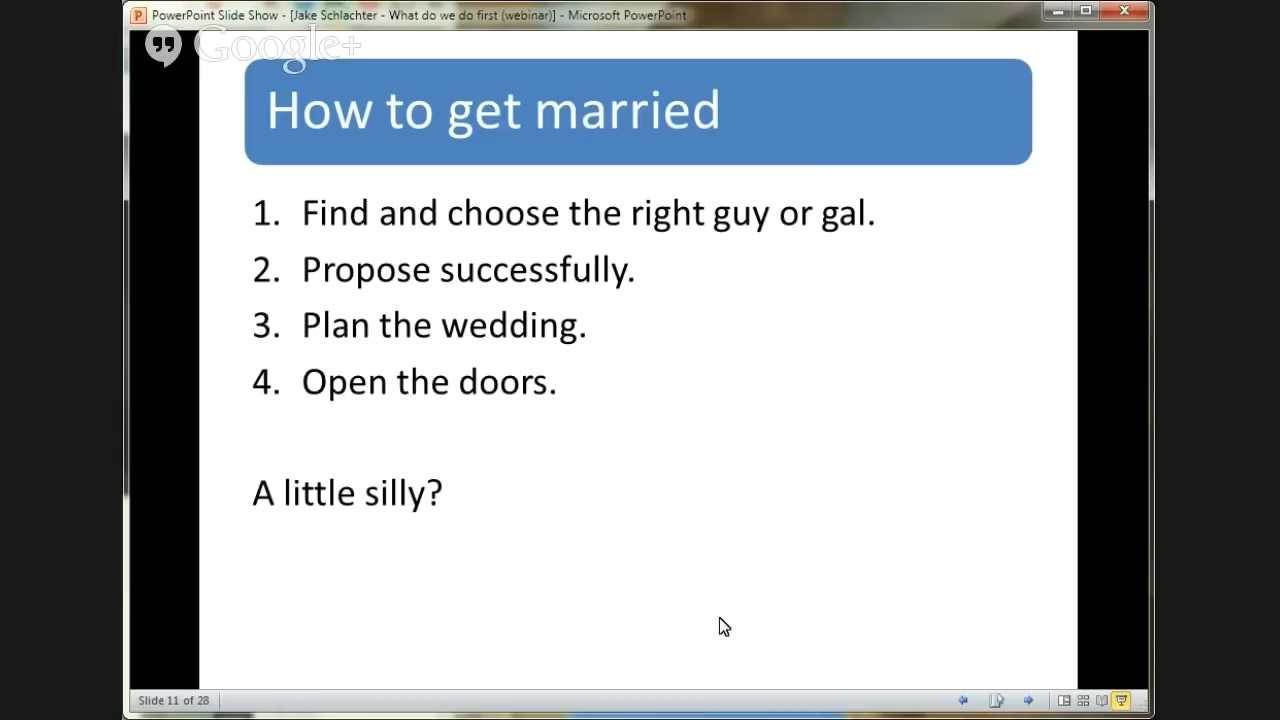 PowerPoint Slide Show - [Jake Schlachter - What do we do first (webinar)] - Microsoft PowerPoint
Google+
How to get married
1. Find and choose the right guy or gal.
2. Propose successfully.
3. Plan the wedding.
4. Open the doors.
A little silly?
Slide 11 of 28